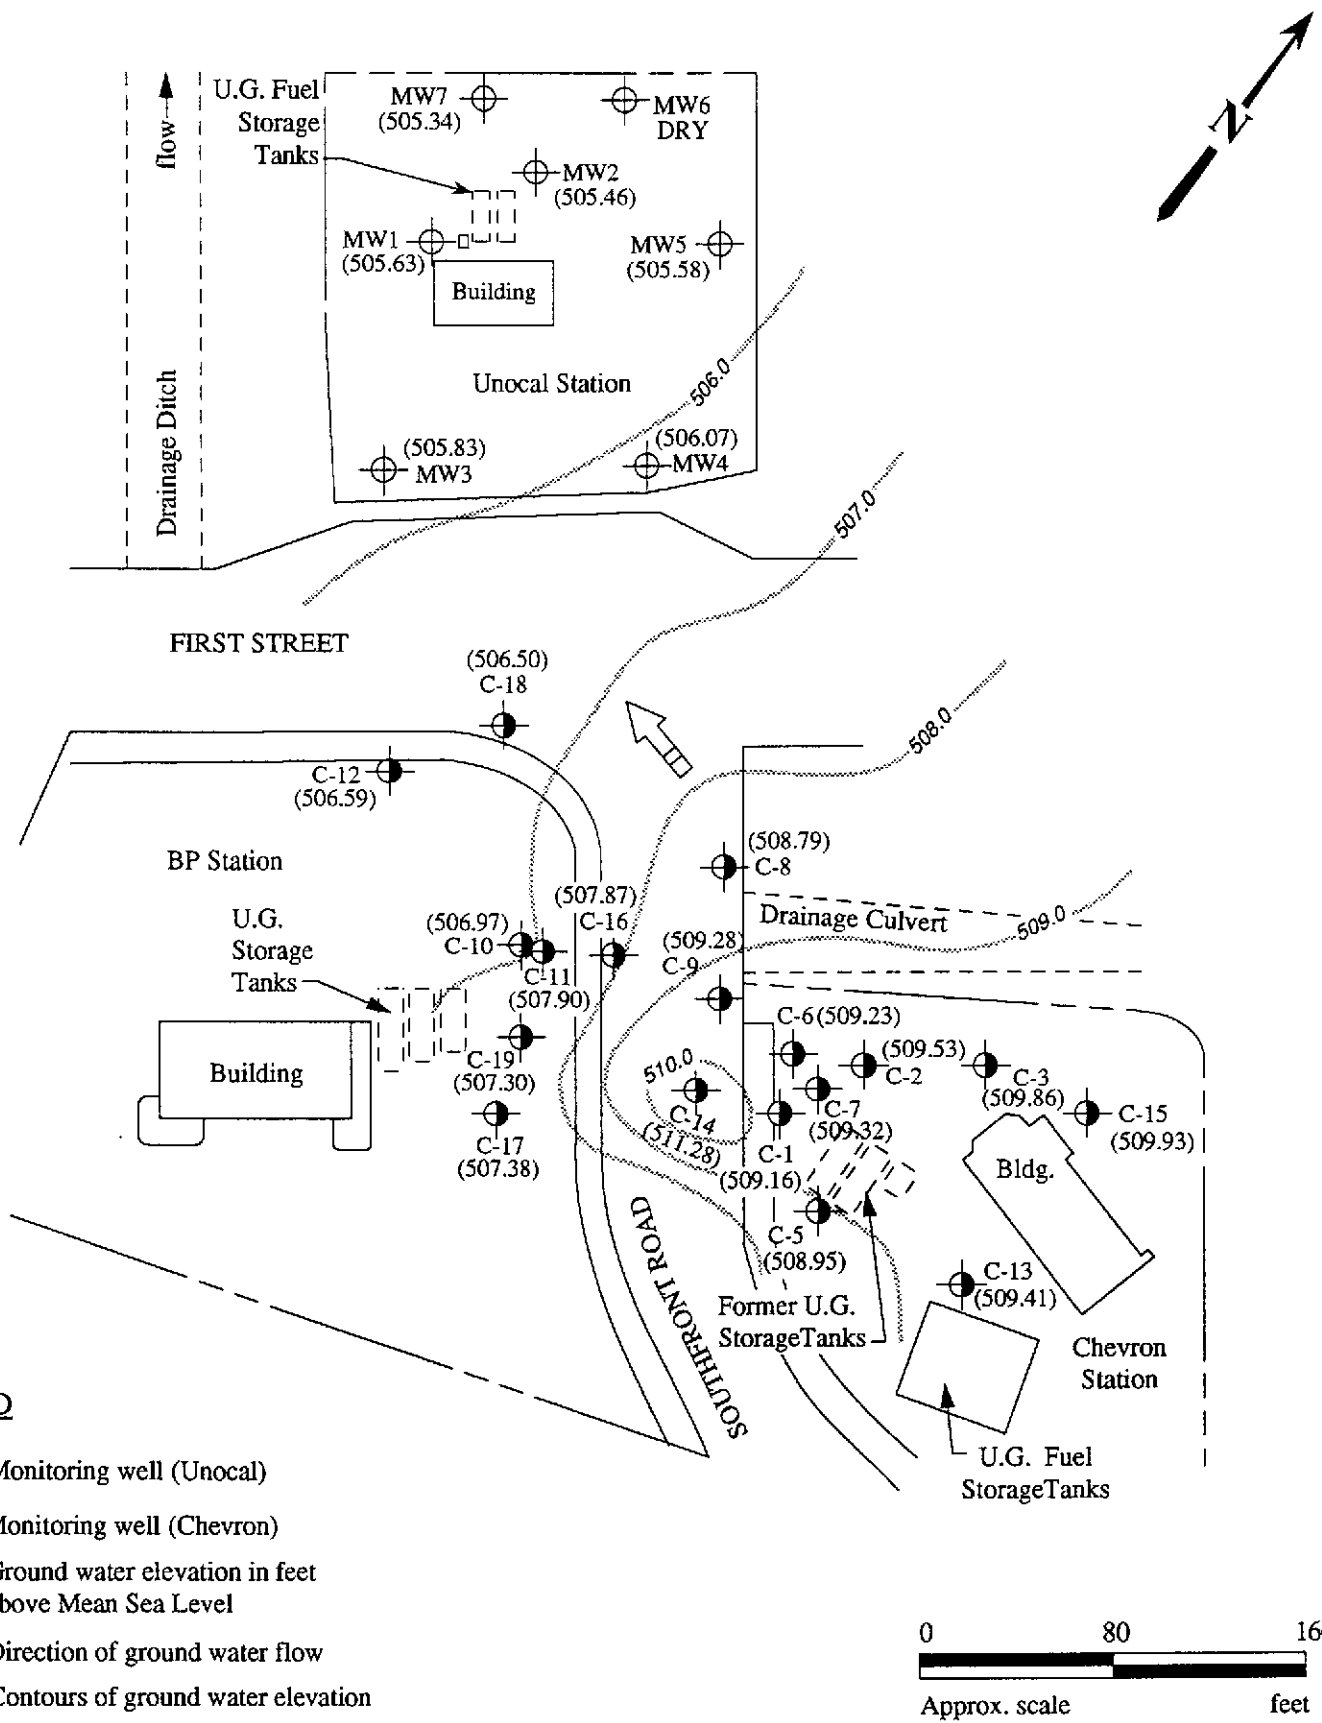 N
flow
U.G. Fuel
Storage
Tanks
MW7
(505.34)
MW6
DRY
MW2
(505.46)
MW1
(505.63)
MW5
(505.58)
Building
Drainage Ditch
Unocal Station
506.0
(505.83)
MW3
(506.07)
MW4
507.0
FIRST STREET
(506.50)
C-18
508.0
C-12
(506.59)
BP Station
(508.79)
C-8
(507.87)
C-16
U.G.
Storage
Tanks
(506.97)
C-10
C-11
(507.90)
Drainage Culvert
509.0
(509.28)
C-9
C-6 (509.23)
(509.53)
C-2
C-3
(509.86)
C-15
(509.93)
Building
C-19
(507.30)
C-17
(507.38)
510.0
C-14
(511.28)
C-7
(509.32)
C-1
(509.16)
Bldg.
C-5
(508.95)
SOUTHFRONT ROAD
C-13
(509.41)
Former U.G.
StorageTanks
Chevron
Station
U.G. Fuel
StorageTanks
D
Monitoring well (Unocal)
Monitoring well (Chevron)
Ground water elevation in feet
above Mean Sea Level
Direction of ground water flow
Contours of ground water elevation
0 80 16
Approx. scale feet